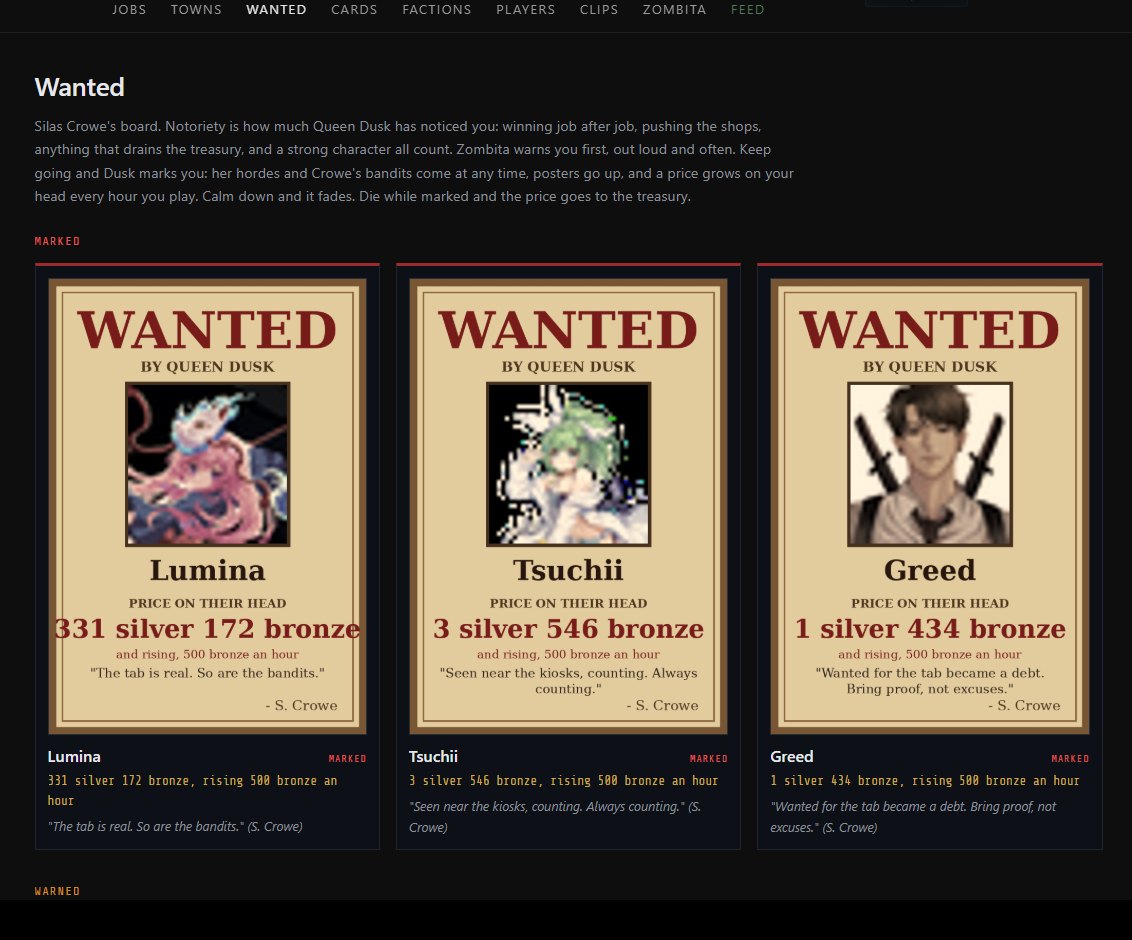 JOBS TOWNS WANTED CARDS FACTIONS PLAYERS CLIPS ZOMBITA FEED
Wanted
Silas Crowe's board. Notoriety is how much Queen Dusk has noticed you: winning job after job, pushing the shops,
anything that drains the treasury, and a strong character all count. Zombita warns you first, out loud and often. Keep
going and Dusk marks you: her hordes and Crowe's bandits come at any time, posters go up, and a price grows on your
head every hour you play. Calm down and it fades. Die while marked and the price goes to the treasury.
MARKED
WANTED
BY QUEEN DUSK
Lumina
PRICE ON THEIR HEAD
331 silver 172 bronze
and rising, 500 bronze an hour
"The tab is real. So are the bandits."
- S. Crowe
Lumina MARKED
331 silver 172 bronze, rising 500 bronze an
hour
"The tab is real. So are the bandits." (S. Crowe)
WANTED
BY QUEEN DUSK
Tsuchii
PRICE ON THEIR HEAD
3 silver 546 bronze
and rising, 500 bronze an hour
"Seen near the kiosks, counting. Always
counting."
- S. Crowe
Tsuchii MARKED
3 silver 546 bronze, rising 500 bronze an hour
"Seen near the kiosks, counting. Always counting." (S.
Crowe)
WANTED
BY QUEEN DUSK
Greed
PRICE ON THEIR HEAD
1 silver 434 bronze
and rising, 500 bronze an hour
"Wanted for the tab became a debt.
Bring proof, not excuses."
- S. Crowe
Greed MARKED
1 silver 434 bronze, rising 500 bronze an hour
"Wanted for the tab became a debt. Bring proof, not
excuses." (S. Crowe)
WARNED